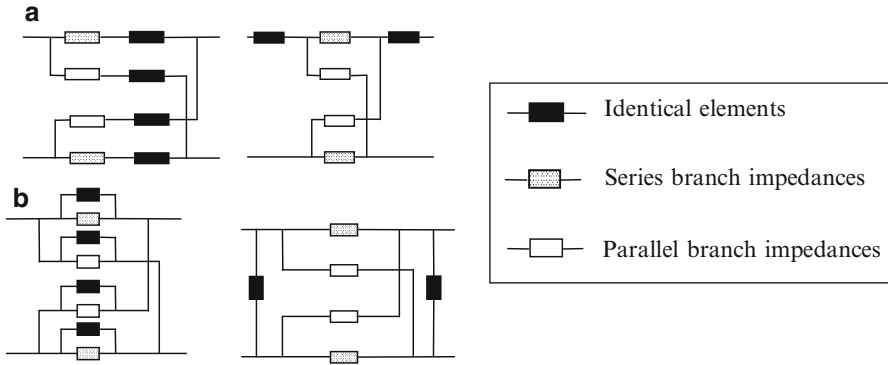 a
b
Identical elements
Series branch impedances
Parallel branch impedances